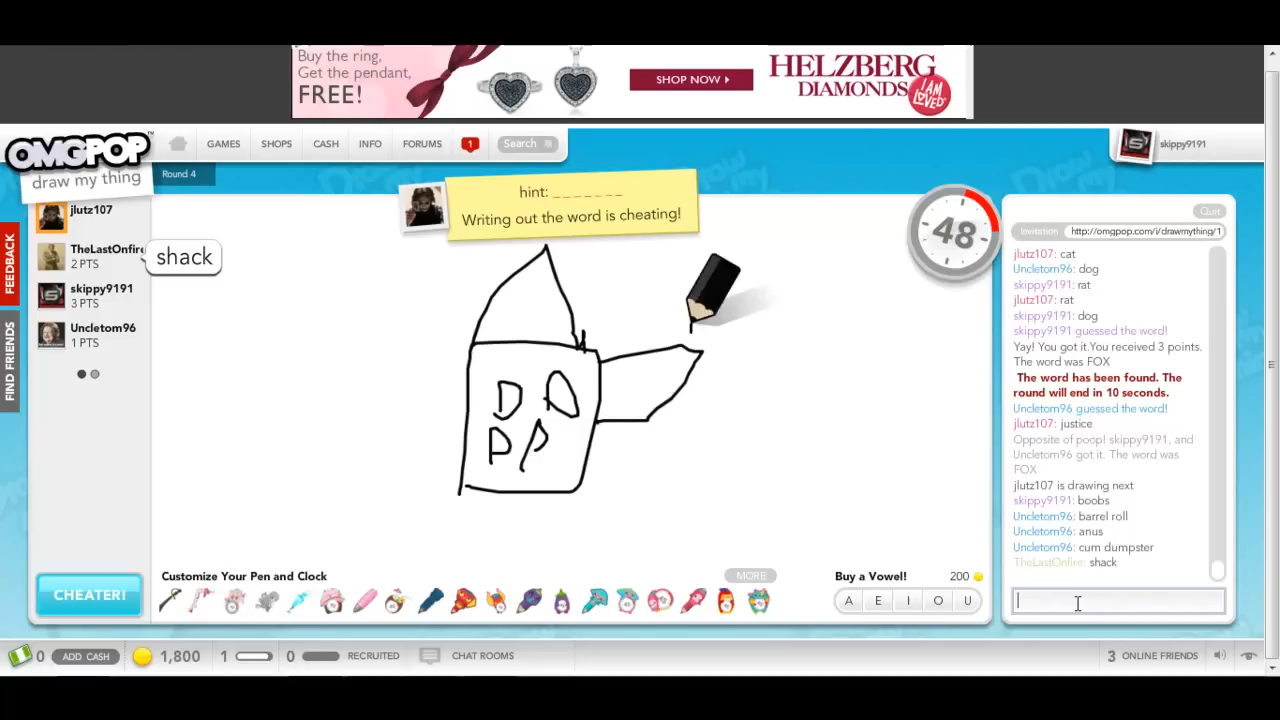 Buy the ring,
Get the pendant,
FREE!
SHOP NOW
HELZBERG
DIAMONDS
I AM
LOVED
OMGPOP
draw my thing
GAMES
SHOPS
CASH
INFO
FORUMS
1
Search
skippy9191
Round 4
FEEDBACK
FIND FRIENDS
jlutz107
TheLastOnfire
2 PTS
shack
skippy9191
3 PTS
Uncletom96
1 PTS
CHEATER!
hint: _ _ _ _ _ _ _
Writing out the word is cheating!
48
D O
P P
Customize Your Pen and Clock
MORE
Buy a Vowel!
200
A E I O U
Quit
Invitation http://omgpop.com/i/drawmything/1
jlutz107: cat
Uncletom96: dog
skippy9191: rat
jlutz107: rat
skippy9191: dog
skippy9191 guessed the word!
Yay! You got it.You received 3 points.
The word was FOX
The word has been found. The
round will end in 10 seconds.
Uncletom96 guessed the word!
jlutz107: justice
Opposite of poop! skippy9191, and
Uncletom96 got it. The word was
FOX
jlutz107 is drawing next
skippy9191: boobs
Uncletom96: barrel roll
Uncletom96: anus
Uncletom96: cum dumpster
TheLastOnfire: shack
0
ADD CASH
1,800
1
0
RECRUITED
CHAT ROOMS
3 ONLINE FRIENDS